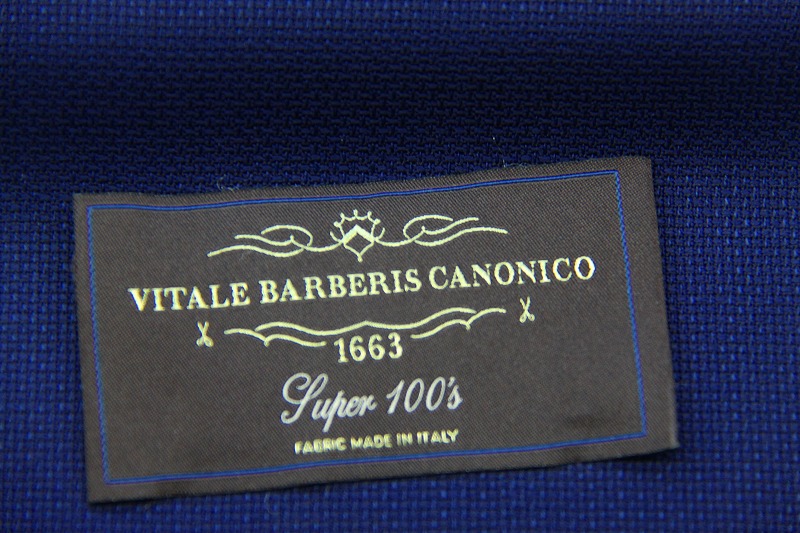 VITALE BARBERIS CANONICO
1663
Super 100's
FABRIC MADE IN ITALY